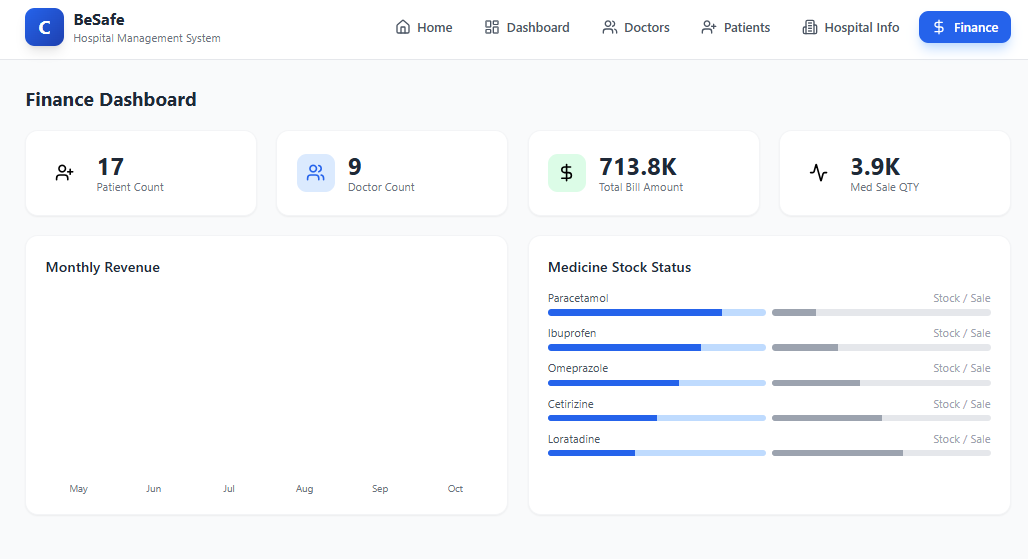 C
BeSafe
Hospital Management System
Home
Dashboard
Doctors
Patients
Hospital Info
$ Finance
Finance Dashboard
17
Patient Count
9
Doctor Count
$
713.8K
Total Bill Amount
3.9K
Med Sale QTY
Monthly Revenue
May Jun Jul Aug Sep Oct
Medicine Stock Status
Paracetamol Stock / Sale
Ibuprofen Stock / Sale
Omeprazole Stock / Sale
Cetirizine Stock / Sale
Loratadine Stock / Sale